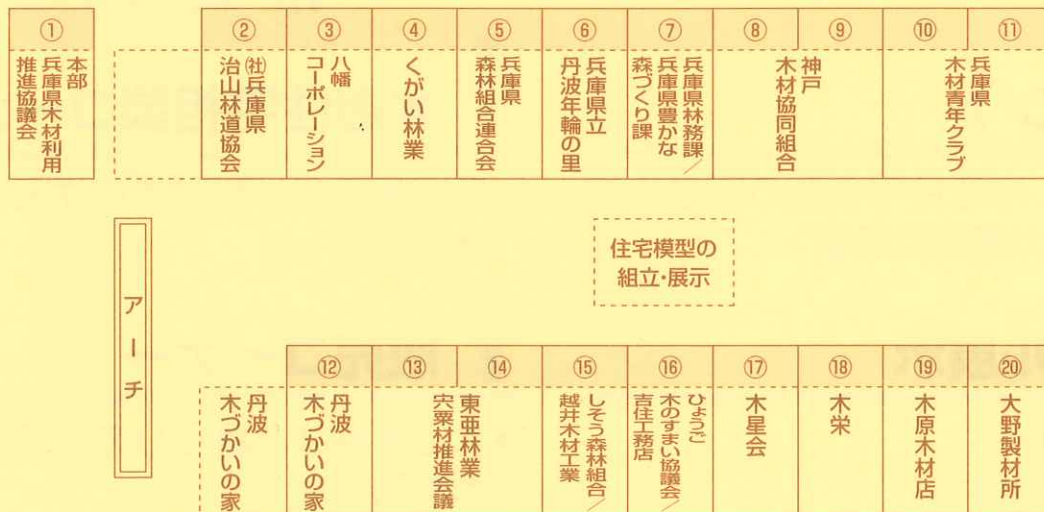 ①
本部
兵庫県木材利用
推進協議会
②
㈳兵庫県
治山林道協会
③
八幡
コーポレーション
④
くがい林業
⑤
兵庫県
森林組合連合会
⑥
兵庫県立
丹波年輪の里
⑦
兵庫県林務課／
兵庫県豊かな
森づくり課
⑧ ⑨
神戸
木材協同組合
⑩ ⑪
兵庫県
木材青年クラブ
アーチ
住宅模型の
組立・展示
丹波
木づかいの家
⑫
丹波
木づかいの家
⑬ ⑭
東亜林業
宍粟材推進会議
⑮
しそう森林組合／
越井木材工業
⑯
ひょうご
木のすまい協議会／
吉住工務店
⑰
木星会
⑱
木栄
⑲
木原木材店
⑳
大野製材所